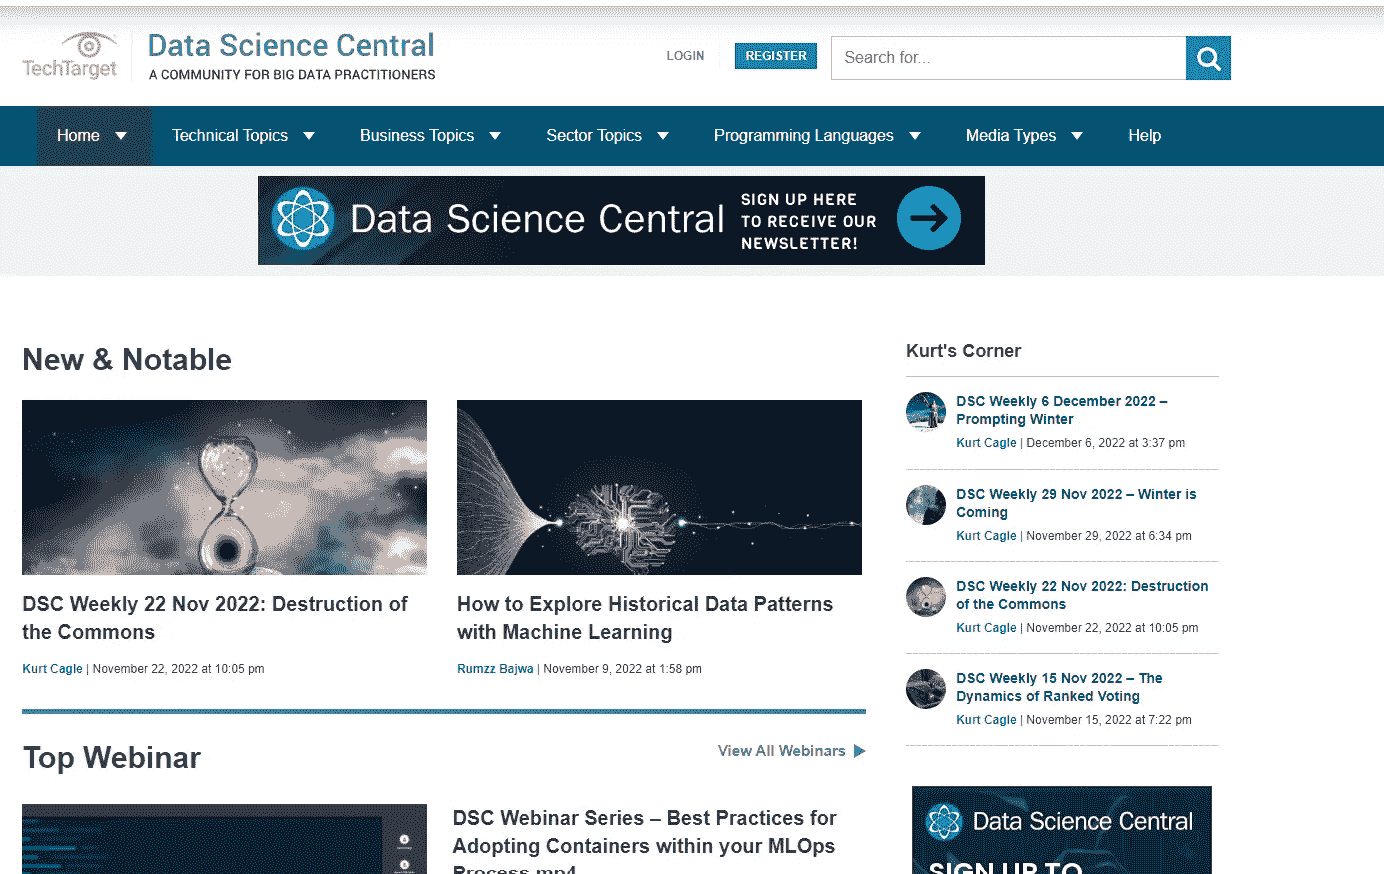 TechTarget
Data Science Central
A COMMUNITY FOR BIG DATA PRACTITIONERS
LOGIN
REGISTER
Search for...
Home
Technical Topics
Business Topics
Sector Topics
Programming Languages
Media Types
Help
Data Science Central
SIGN UP HERE
TO RECEIVE OUR
NEWSLETTER!
New & Notable
DSC Weekly 22 Nov 2022: Destruction of
the Commons
Kurt Cagle | November 22, 2022 at 10:05 pm
How to Explore Historical Data Patterns
with Machine Learning
Rumzz Bajwa | November 9, 2022 at 1:58 pm
Top Webinar
View All Webinars
DSC Webinar Series – Best Practices for
Adopting Containers within your MLOps
Process.mp4
Kurt's Corner
DSC Weekly 6 December 2022 –
Prompting Winter
Kurt Cagle | December 6, 2022 at 3:37 pm
DSC Weekly 29 Nov 2022 – Winter is
Coming
Kurt Cagle | November 29, 2022 at 6:34 pm
DSC Weekly 22 Nov 2022: Destruction
of the Commons
Kurt Cagle | November 22, 2022 at 10:05 pm
DSC Weekly 15 Nov 2022 – The
Dynamics of Ranked Voting
Kurt Cagle | November 15, 2022 at 7:22 pm
Data Science Central
SIGN UP TO